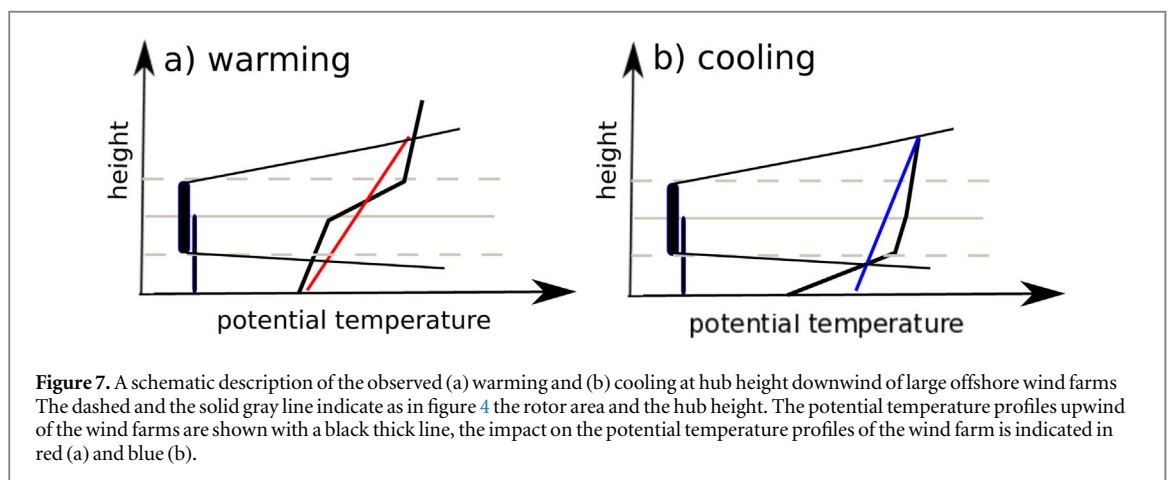 a) warming
height
potential temperature
b) cooling
height
potential temperature
Figure 7. A schematic description of the observed (a) warming and (b) cooling at hub height downwind of large offshore wind farms
The dashed and the solid gray line indicate as in figure 4 the rotor area and the hub height. The potential temperature profiles upwind
of the wind farms are shown with a black thick line, the impact on the potential temperature profiles of the wind farm is indicated in
red (a) and blue (b).